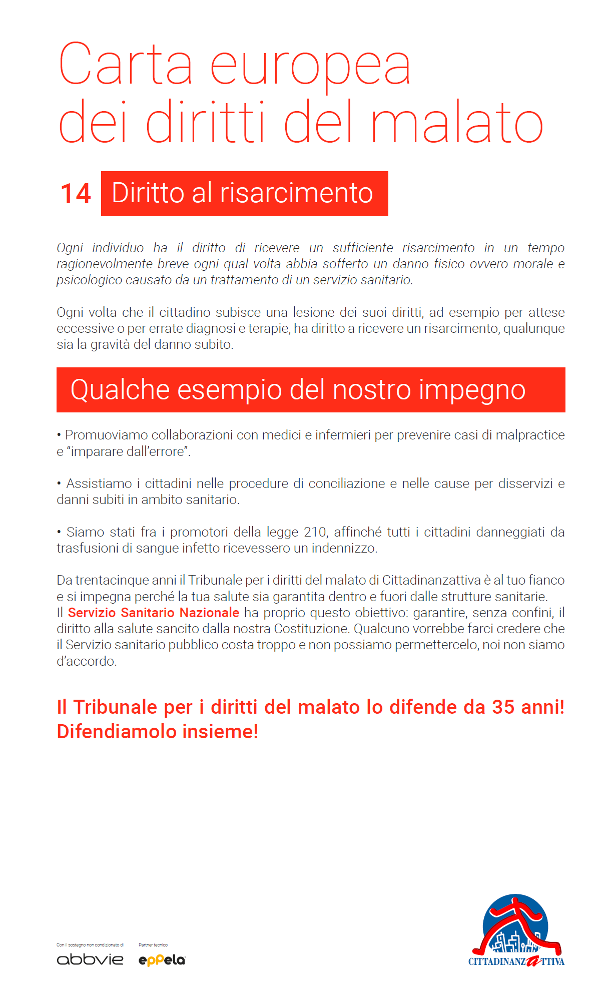 Carta europea
dei diritti del malato
14 Diritto al risarcimento
Ogni individuo ha il diritto di ricevere un sufficiente risarcimento in un tempo
ragionevolmente breve ogni qual volta abbia sofferto un danno fisico ovvero morale e
psicologico causato da un trattamento di un servizio sanitario.
Ogni volta che il cittadino subisce una lesione dei suoi diritti, ad esempio per attese
eccessive o per errate diagnosi e terapie, ha diritto a ricevere un risarcimento, qualunque
sia la gravità del danno subito.
Qualche esempio del nostro impegno
• Promuoviamo collaborazioni con medici e infermieri per prevenire casi di malpractice
e “imparare dall’errore”.
• Assistiamo i cittadini nelle procedure di conciliazione e nelle cause per disservizi e
danni subiti in ambito sanitario.
• Siamo stati fra i promotori della legge 210, affinché tutti i cittadini danneggiati da
trasfusioni di sangue infetto ricevessero un indennizzo.
Da trentacinque anni il Tribunale per i diritti del malato di Cittadinanzattiva è al tuo fianco
e si impegna perché la tua salute sia garantita dentro e fuori dalle strutture sanitarie.
Il Servizio Sanitario Nazionale ha proprio questo obiettivo: garantire, senza confini, il
diritto alla salute sancito dalla nostra Costituzione. Qualcuno vorrebbe farci credere che
il Servizio sanitario pubblico costa troppo e non possiamo permettercelo, noi non siamo
d’accordo.
Il Tribunale per i diritti del malato lo difende da 35 anni!
Difendiamolo insieme!
Con il sostegno non condizionato di
abbvie
Partner tecnico
eppela
CITTADINANZATTIVA